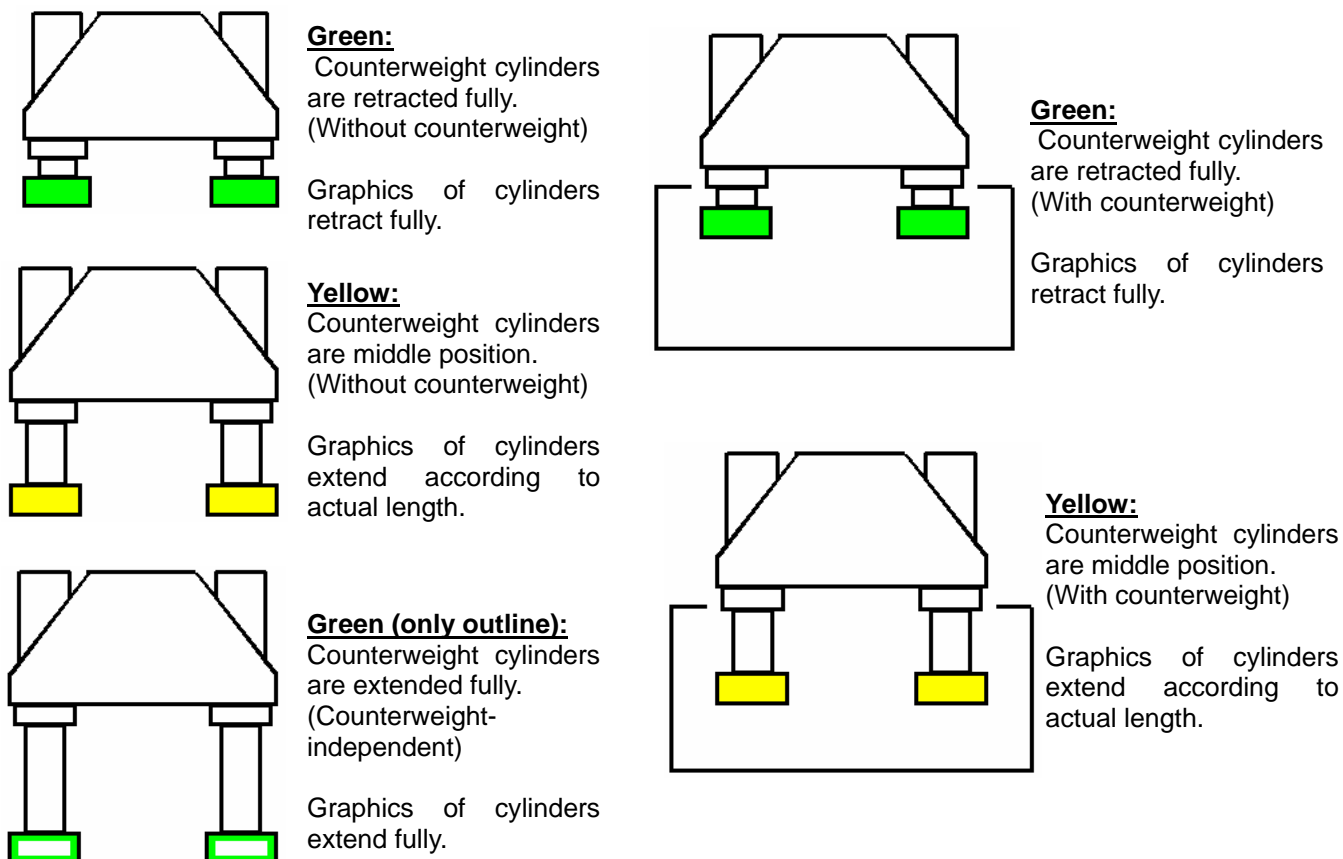 Green:
Counterweight cylinders
are retracted fully.
(Without counterweight)
Graphics of cylinders
retract fully.
Yellow:
Counterweight cylinders
are middle position.
(Without counterweight)
Graphics of cylinders
extend according to
actual length.
Green (only outline):
Counterweight cylinders
are extended fully.
(Counterweight-
independent)
Graphics of cylinders
extend fully.
Green:
Counterweight cylinders
are retracted fully.
(With counterweight)
Graphics of cylinders
retract fully.
Yellow:
Counterweight cylinders
are middle position.
(With counterweight)
Graphics of cylinders
extend according to
actual length.